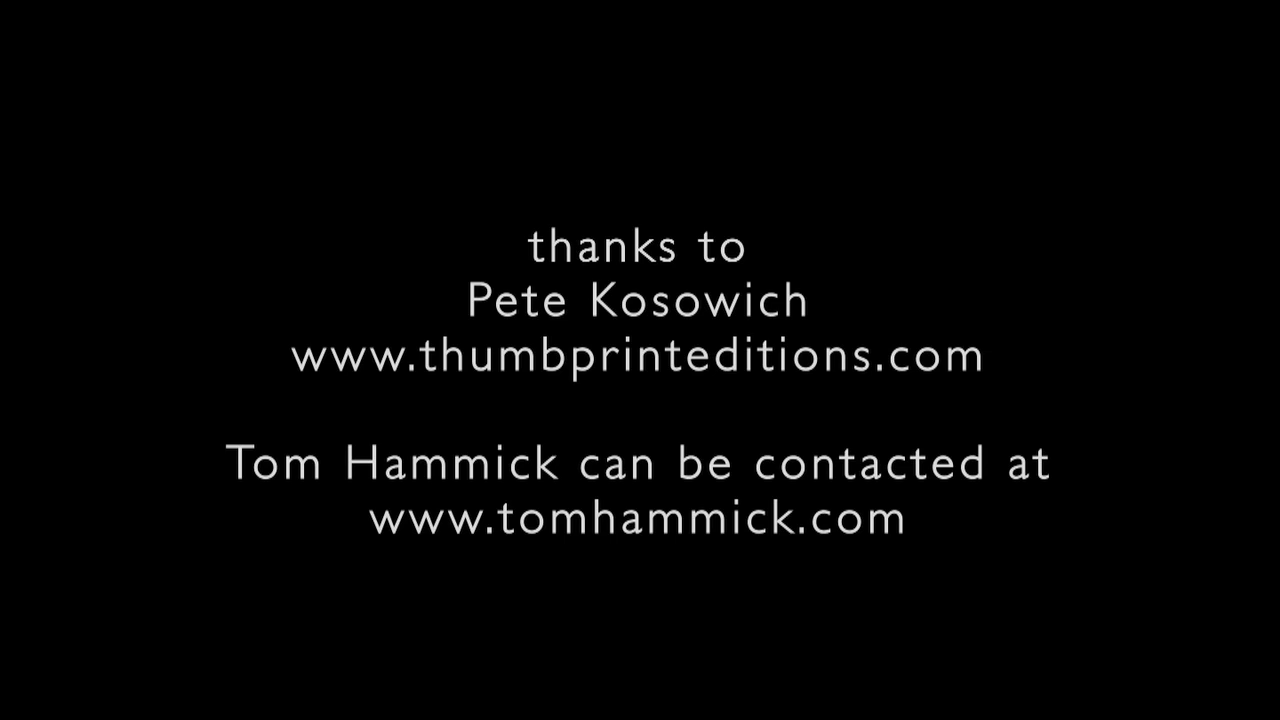 thanks to
Pete Kosowich
www.thumbprinteditions.com
Tom Hammick can be contacted at
www.tomhammick.com